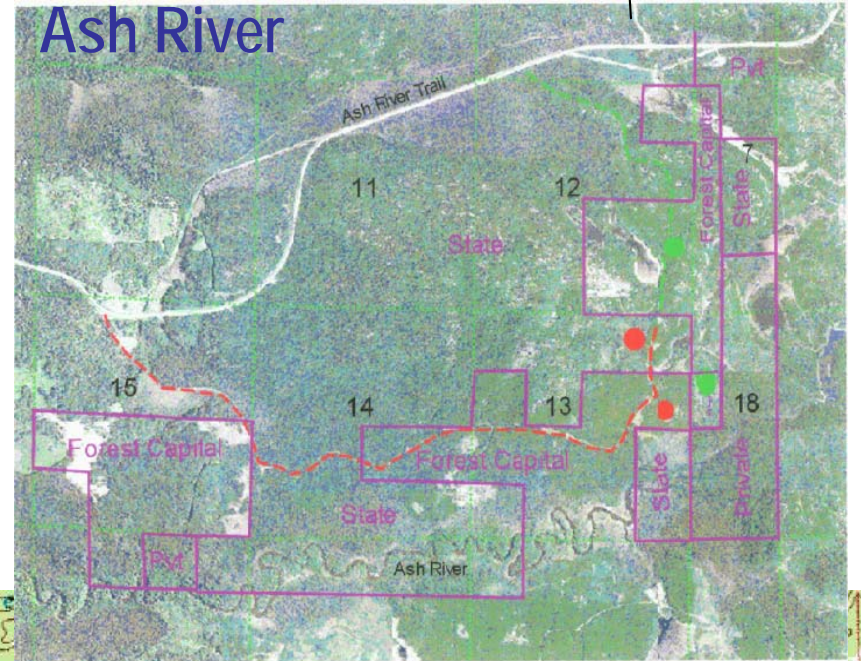 Ash River
Pvt
Ash River Trail
Forest Capital
7
State
11
12
State
15
14
13
18
Forest Capital
Forest Capital
State
Private
State
Pvt
Ash River